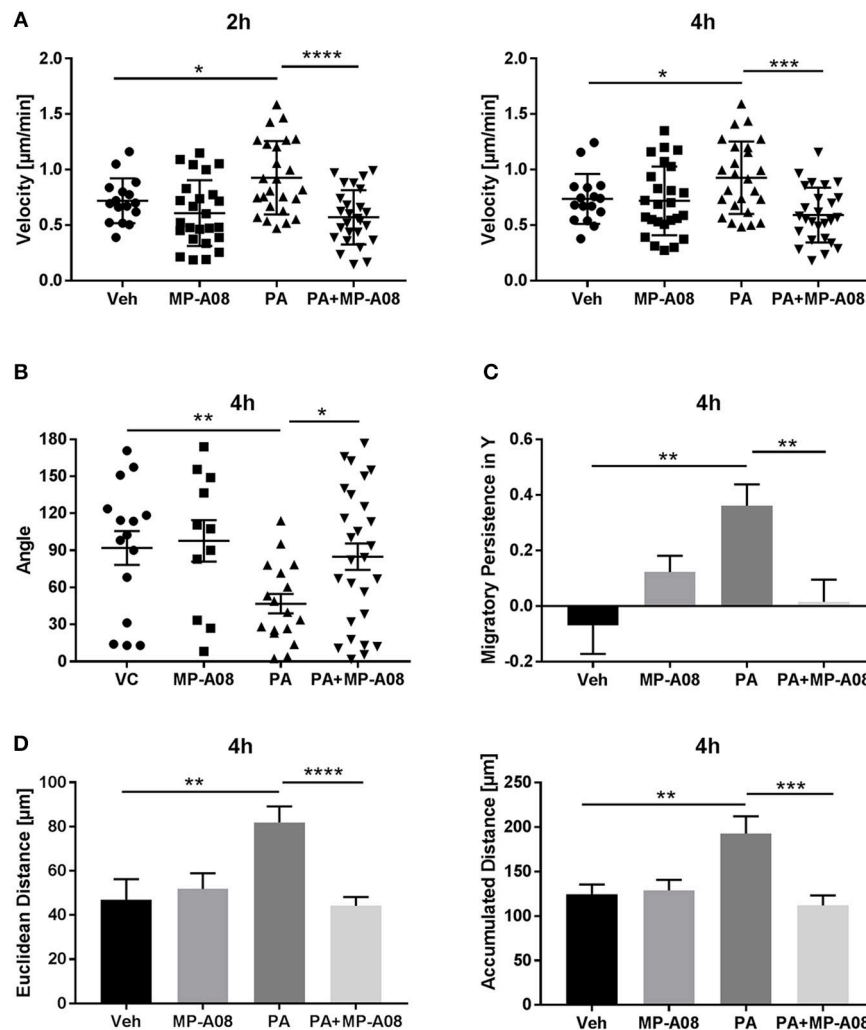 A
2h
4h
* ****
* ***
Velocity [µm/min]
2.0
1.5
1.0
0.5
0.0
Veh MP-A08 PA PA+MP-A08
Velocity [µm/min]
2.0
1.5
1.0
0.5
0.0
Veh MP-A08 PA PA+MP-A08
B
4h
** *
Angle
180
150
120
90
60
30
0
VC MP-A08 PA PA+MP-A08
C
4h
** **
Migratory Persistence in Y
0.6
0.4
0.2
0.0
-0.2
Veh MP-A08 PA PA+MP-A08
D
4h
** ****
Euclidean Distance [µm]
100
80
60
40
20
0
Veh MP-A08 PA PA+MP-A08
4h
** ***
Accumulated Distance [µm]
250
200
150
100
50
0
Veh MP-A08 PA PA+MP-A08